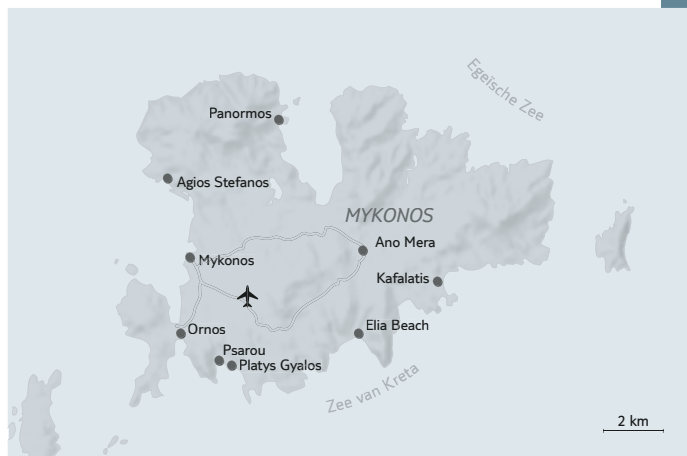 Egeïsche Zee
Panormos
Agios Stefanos
MYKONOS
Ano Mera
Mykonos
Kafalatis
Elia Beach
Ornos
Psarou
Platys Gyalos
Zee van Kreta
2 km